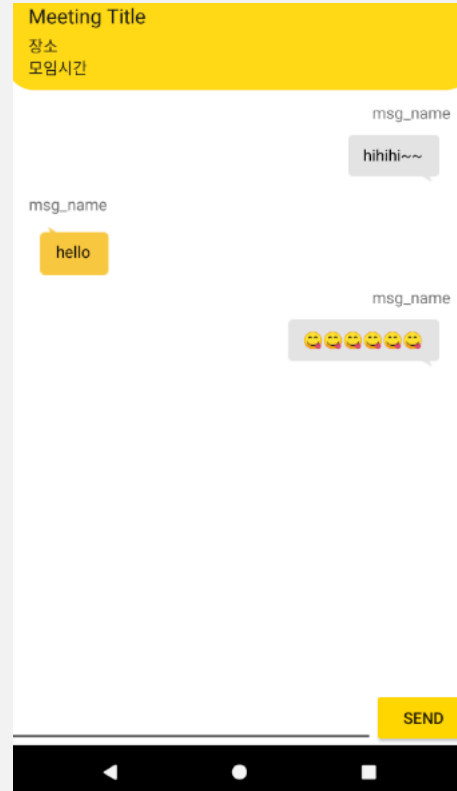 Meeting Title
장소
모임시간
msg_name
hihihi~~
msg_name
hello
msg_name
😋😋😋😋😋😋
SEND